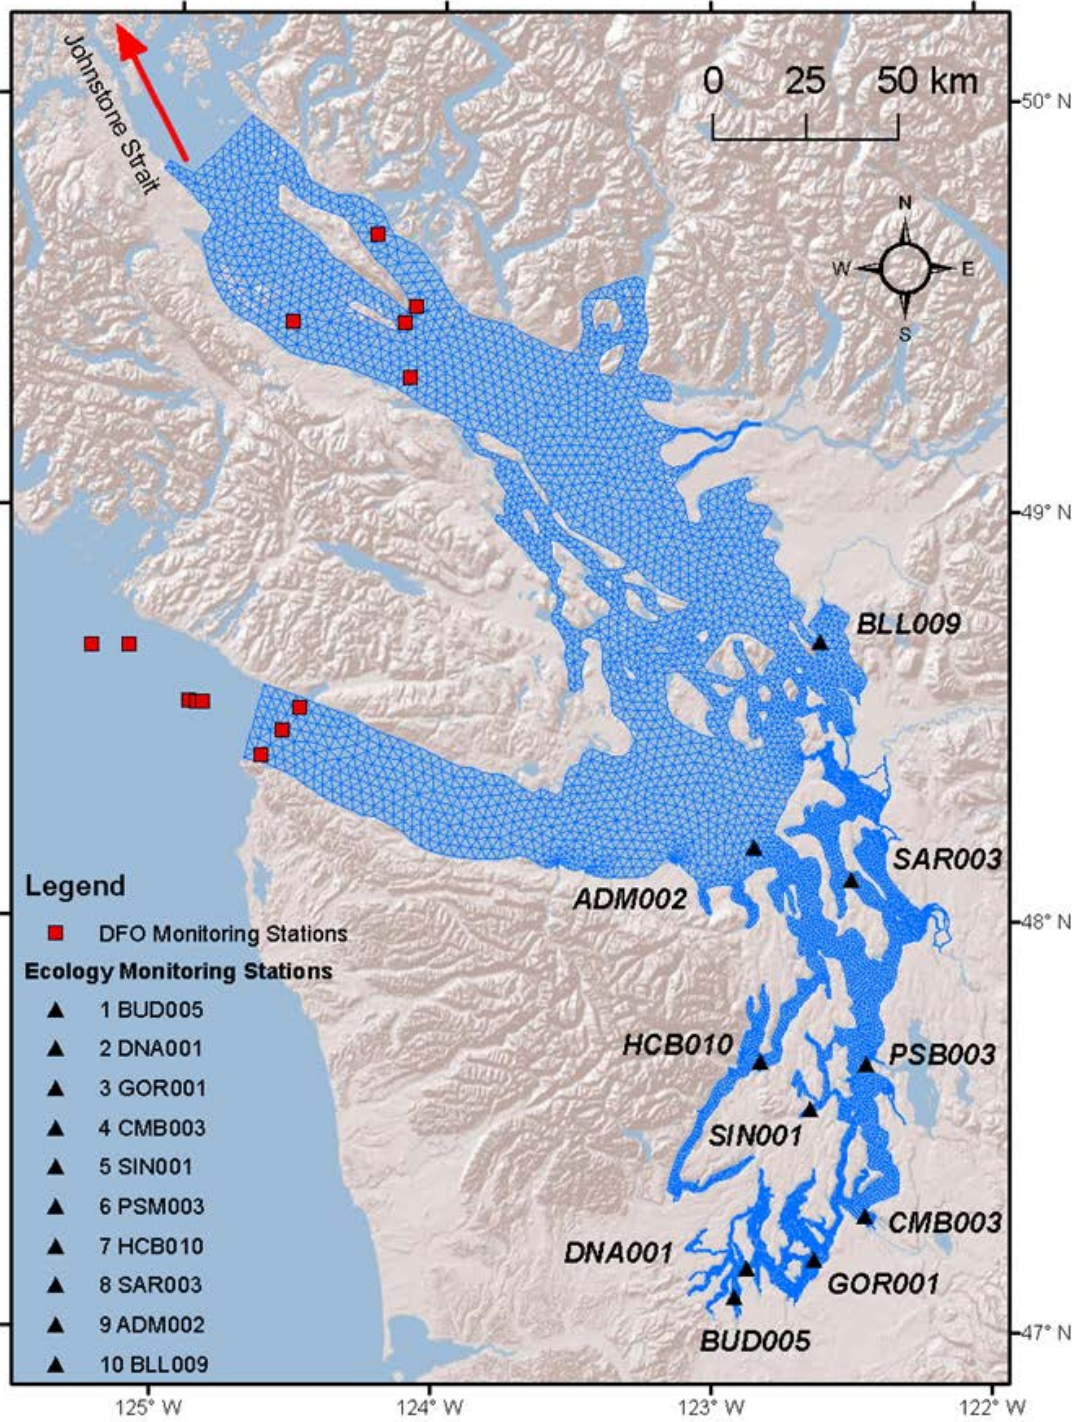 Johnstone Strait
0 25 50 km
50° N
N
W E
S
49° N
BLL009
SAR003
ADM002
48° N
HCB010
PSB003
SIN001
CMB003
DNA001
GOR001
BUD005
47° N
Legend
DFO Monitoring Stations
Ecology Monitoring Stations
1 BUD005
2 DNA001
3 GOR001
4 CMB003
5 SIN001
6 PSM003
7 HCB010
8 SAR003
9 ADM002
10 BLL009
125° W 124° W 123° W 122° W